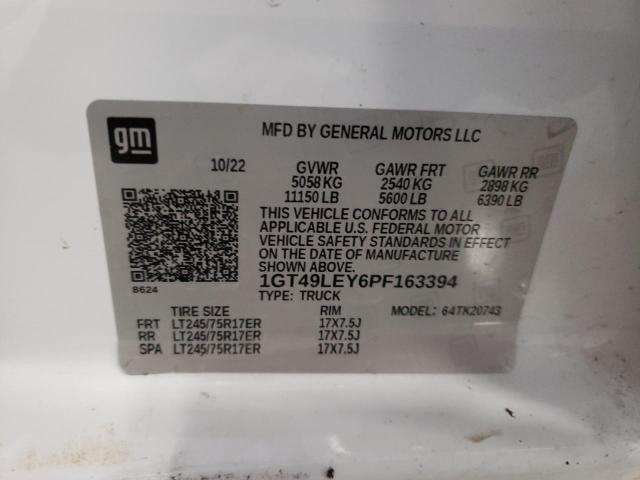 gm
MFD BY GENERAL MOTORS LLC
10/22 GVWR GAWR FRT GAWR RR
5058 KG 2540 KG 2898 KG
11150 LB 5600 LB 6390 LB
THIS VEHICLE CONFORMS TO ALL
APPLICABLE U.S. FEDERAL MOTOR
VEHICLE SAFETY STANDARDS IN EFFECT
ON THE DATE OF MANUFACTURE
SHOWN ABOVE.
8624
1GT49LEY6PF163394
TYPE: TRUCK
TIRE SIZE RIM MODEL: 64TK20743
FRT LT245/75R17ER 17X7.5J
RR LT245/75R17ER 17X7.5J
SPA LT245/75R17ER 17X7.5J